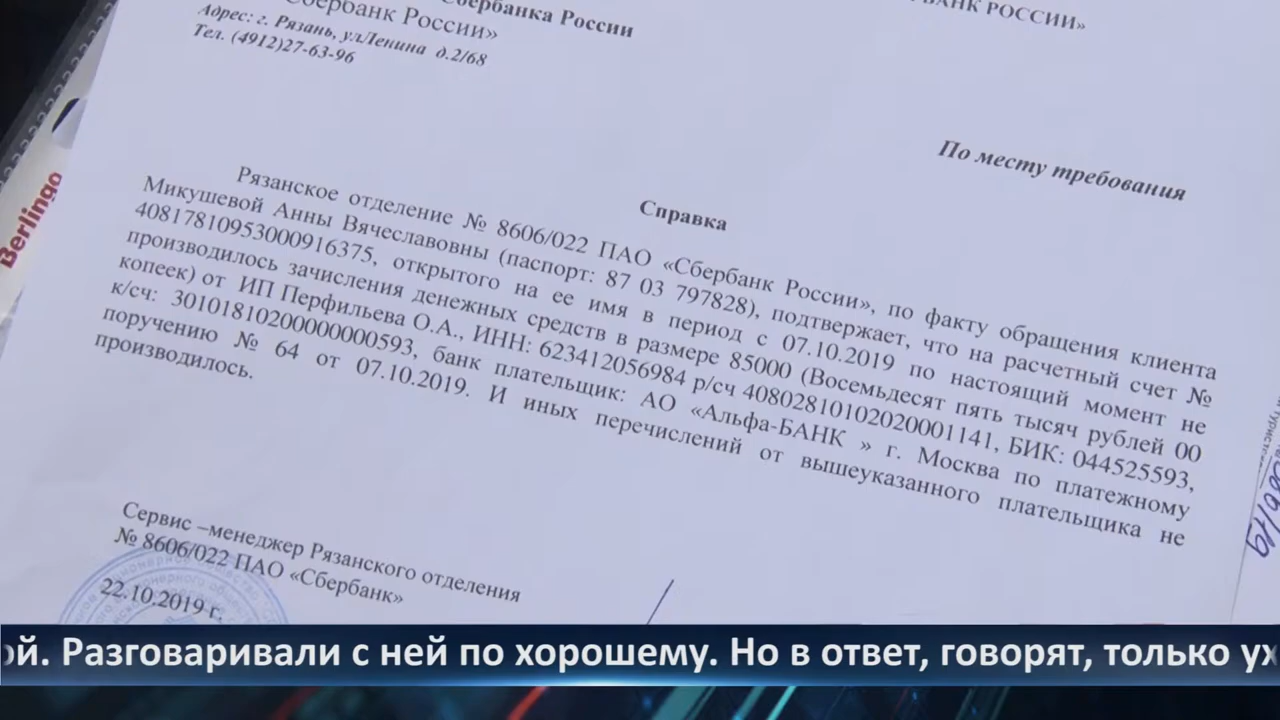 Сбербанка России
Сбербанк России»
БАНК РОССИИ»
Адрес: г. Рязань, ул.Ленина д.2/68
Тел. (4912)27-63-96
По месту требования
Справка
Рязанское отделение № 8606/022 ПАО «Сбербанк России», по факту обращения клиента
Микушевой Анны Вячеславовны (паспорт: 87 03 797828), подтверждает, что на расчетный счет №
40817810953000916375, открытого на ее имя в период с 07.10.2019 по настоящий момент не
производилось зачисления денежных средств в размере 85000 (Восемьдесят пять тысяч рублей 00
копеек) от ИП Перфильева О.А., ИНН: 623412056984 р/сч 40802810102020001141, БИК: 044525593,
к/сч: 30101810200000000593, банк плательщик: АО «Альфа-БАНК » г. Москва по платежному
поручению № 64 от 07.10.2019. И иных перечислений от вышеуказанного плательщика не
производилось.
Сервис –менеджер Рязанского отделения
№ 8606/022 ПАО «Сбербанк»
22.10.2019 г.
Berlingo
ой. Разговаривали с ней по хорошему. Но в ответ, говорят, только ух